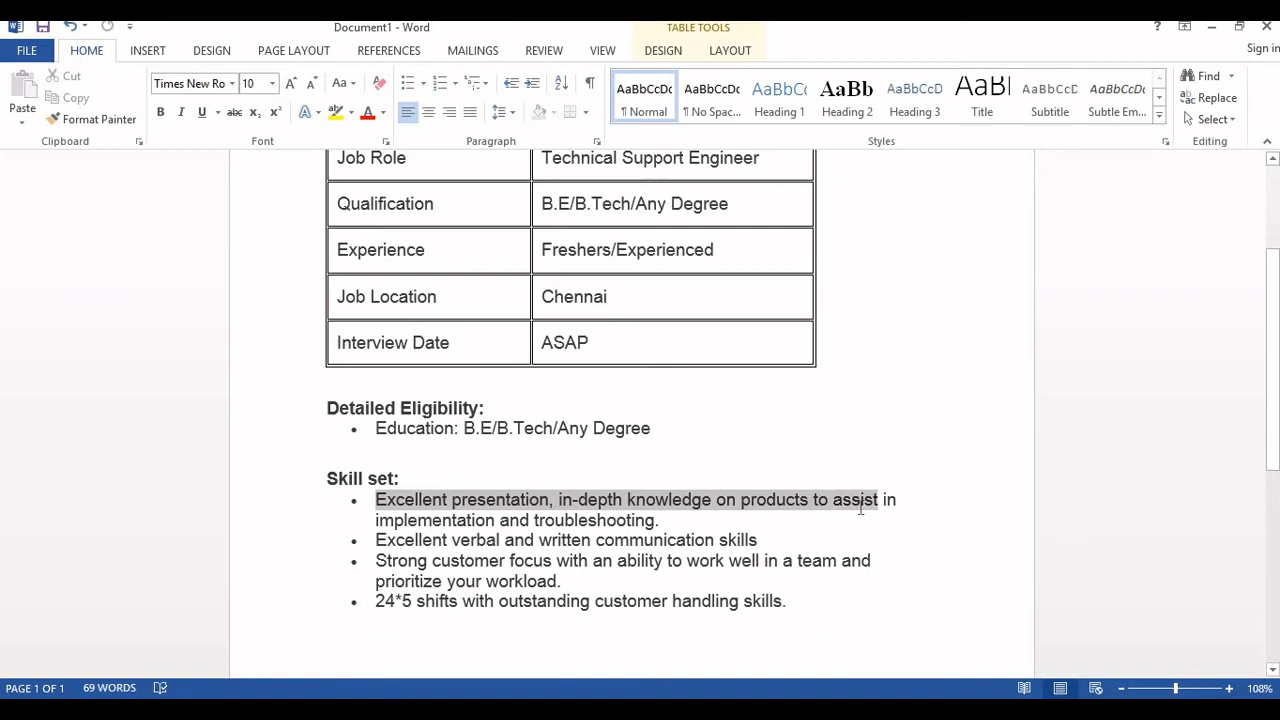 Document1 - Word
TABLE TOOLS
?
FILE HOME INSERT DESIGN PAGE LAYOUT REFERENCES MAILINGS REVIEW VIEW DESIGN LAYOUT Sign in
Paste
Cut
Copy
Format Painter
Clipboard
Times New Ro 10 Aa
B I U abc x₂ x² A A
Font
Paragraph
AaBbCcDc AaBbCcDc AaBbCc AaBb AaBbCcD AaBl AaBbCcD AaBbCcDc
¶ Normal ¶ No Spac... Heading 1 Heading 2 Heading 3 Title Subtitle Subtle Em...
Styles
Find
Replace
Select
Editing
Job Role Technical Support Engineer
Qualification B.E/B.Tech/Any Degree
Experience Freshers/Experienced
Job Location Chennai
Interview Date ASAP
Detailed Eligibility:
• Education: B.E/B.Tech/Any Degree
Skill set:
• Excellent presentation, in-depth knowledge on products to assist in
implementation and troubleshooting.
• Excellent verbal and written communication skills
• Strong customer focus with an ability to work well in a team and
prioritize your workload.
• 24*5 shifts with outstanding customer handling skills.
PAGE 1 OF 1 69 WORDS 108%